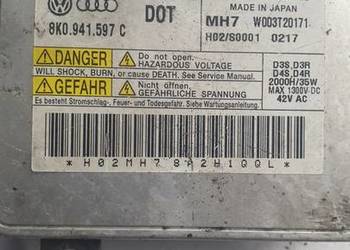 MADE IN JAPAN
8K0.941.597 C
DOT
MH7 W003T20171
H02/S0001 0217
DANGER
Do not open.
HAZARDOUS VOLTAGE
WILL SHOCK, BURN, or cause DEATH. See Service Manual.
GEFAHR
Nicht öffnen.
GEFÄHRLICHE SPANNUNG
Es besteht Stromschlag-, Feuer- und Todesgefahr. Siehe Wartungsanleitung.
D3S,D3R
D4S,D4R
2000H/35W
MAX 1300V-DC
42V AC